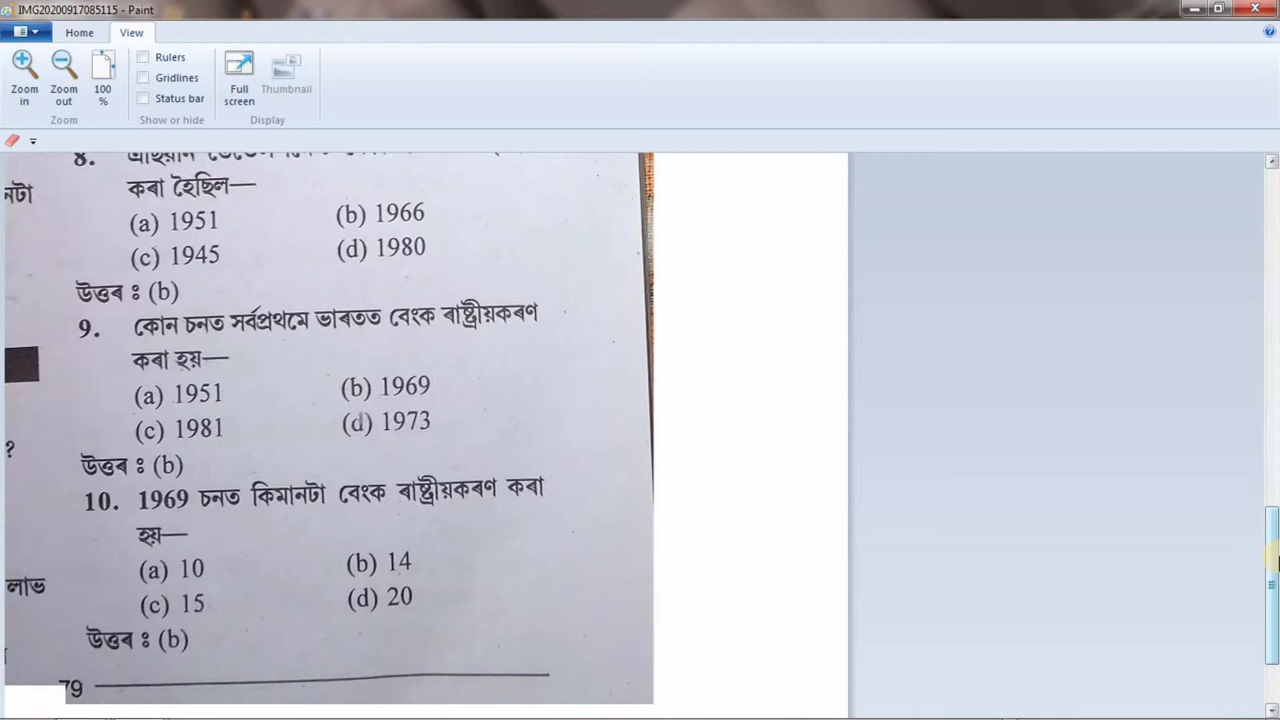 IMG20200917085115 - Paint
Home View
Zoom in
Zoom out
100 %
Rulers
Gridlines
Status bar
Full screen
Thumbnail
Zoom
Show or hide
Display
নটা
?
লাভ
8.
কৰা হৈছিল—
(a) 1951 (b) 1966
(c) 1945 (d) 1980
উত্তৰ : (b)
9. কোন চনত সৰ্বপ্ৰথমে ভাৰতত বেংক ৰাষ্ট্ৰীয়কৰণ
কৰা হয়—
(a) 1951 (b) 1969
(c) 1981 (d) 1973
উত্তৰ : (b)
10. 1969 চনত কিমানটা বেংক ৰাষ্ট্ৰীয়কৰণ কৰা
হয়—
(a) 10 (b) 14
(c) 15 (d) 20
উত্তৰ : (b)
79